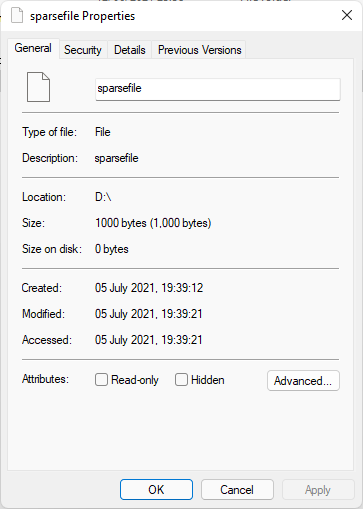 sparsefile Properties
General Security Details Previous Versions
sparsefile
Type of file: File
Description: sparsefile
Location: D:\
Size: 1000 bytes (1,000 bytes)
Size on disk: 0 bytes
Created: 05 July 2021, 19:39:12
Modified: 05 July 2021, 19:39:21
Accessed: 05 July 2021, 19:39:21
Attributes: Read-only Hidden Advanced...
OK Cancel Apply